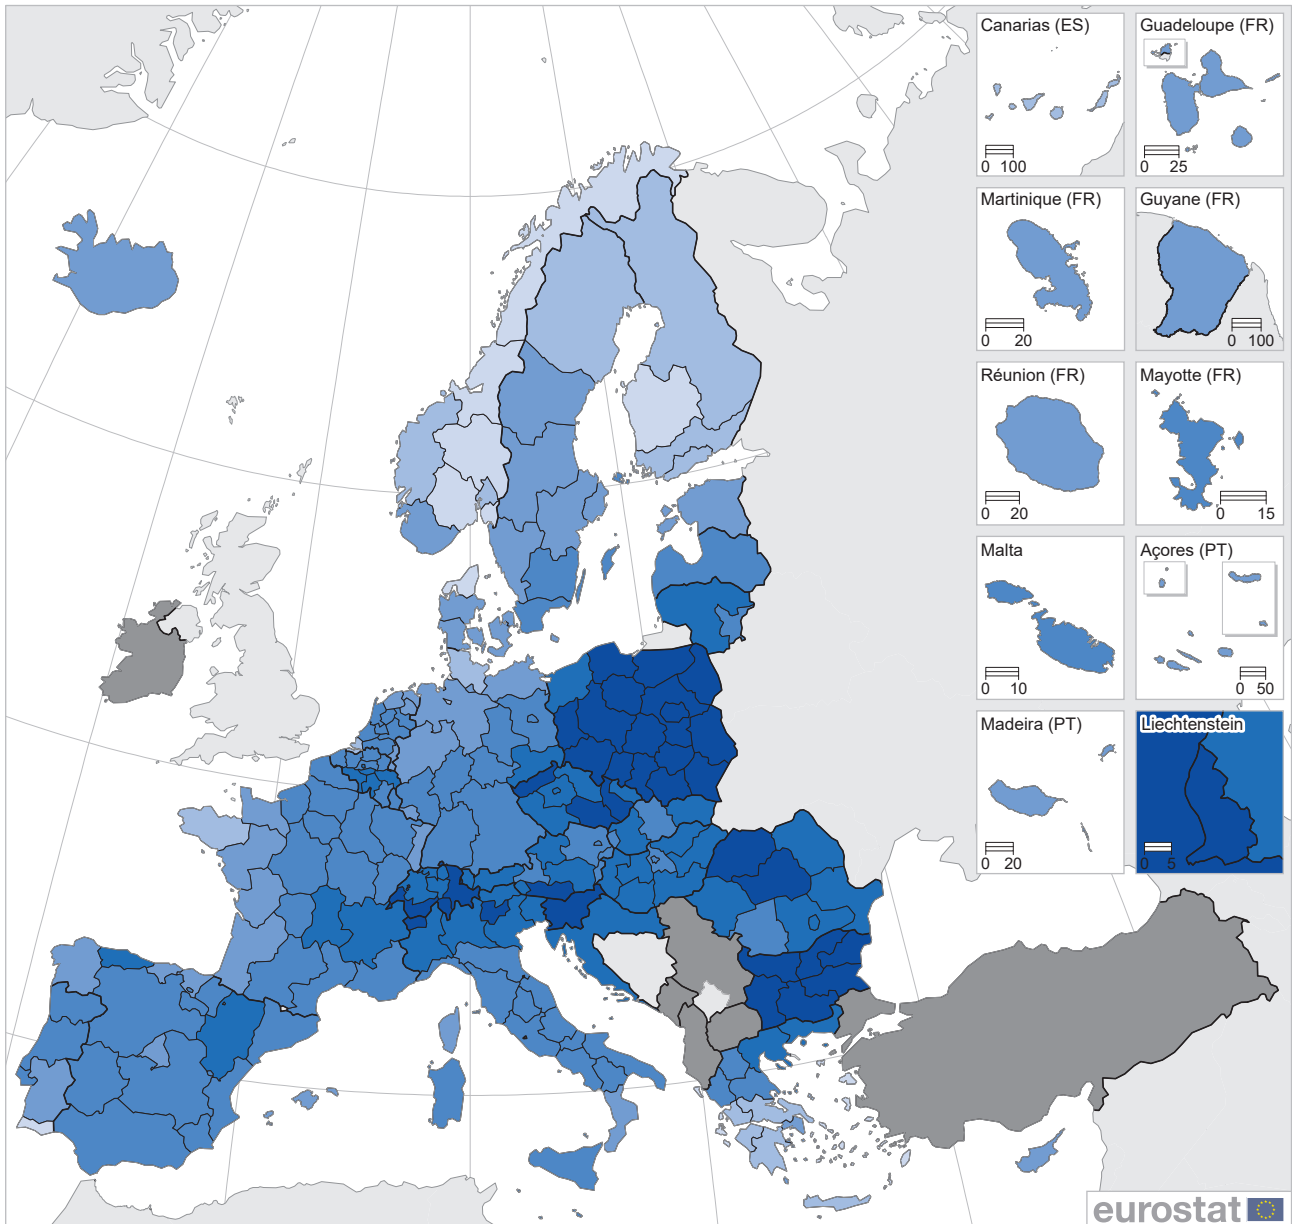 Canarias (ES)
0 100
Guadeloupe (FR)
0 25
Martinique (FR)
0 20
Guyane (FR)
0 100
Réunion (FR)
0 20
Mayotte (FR)
0 15
Malta
0 10
Açores (PT)
0 50
Madeira (PT)
0 20
Liechtenstein
0 5
eurostat